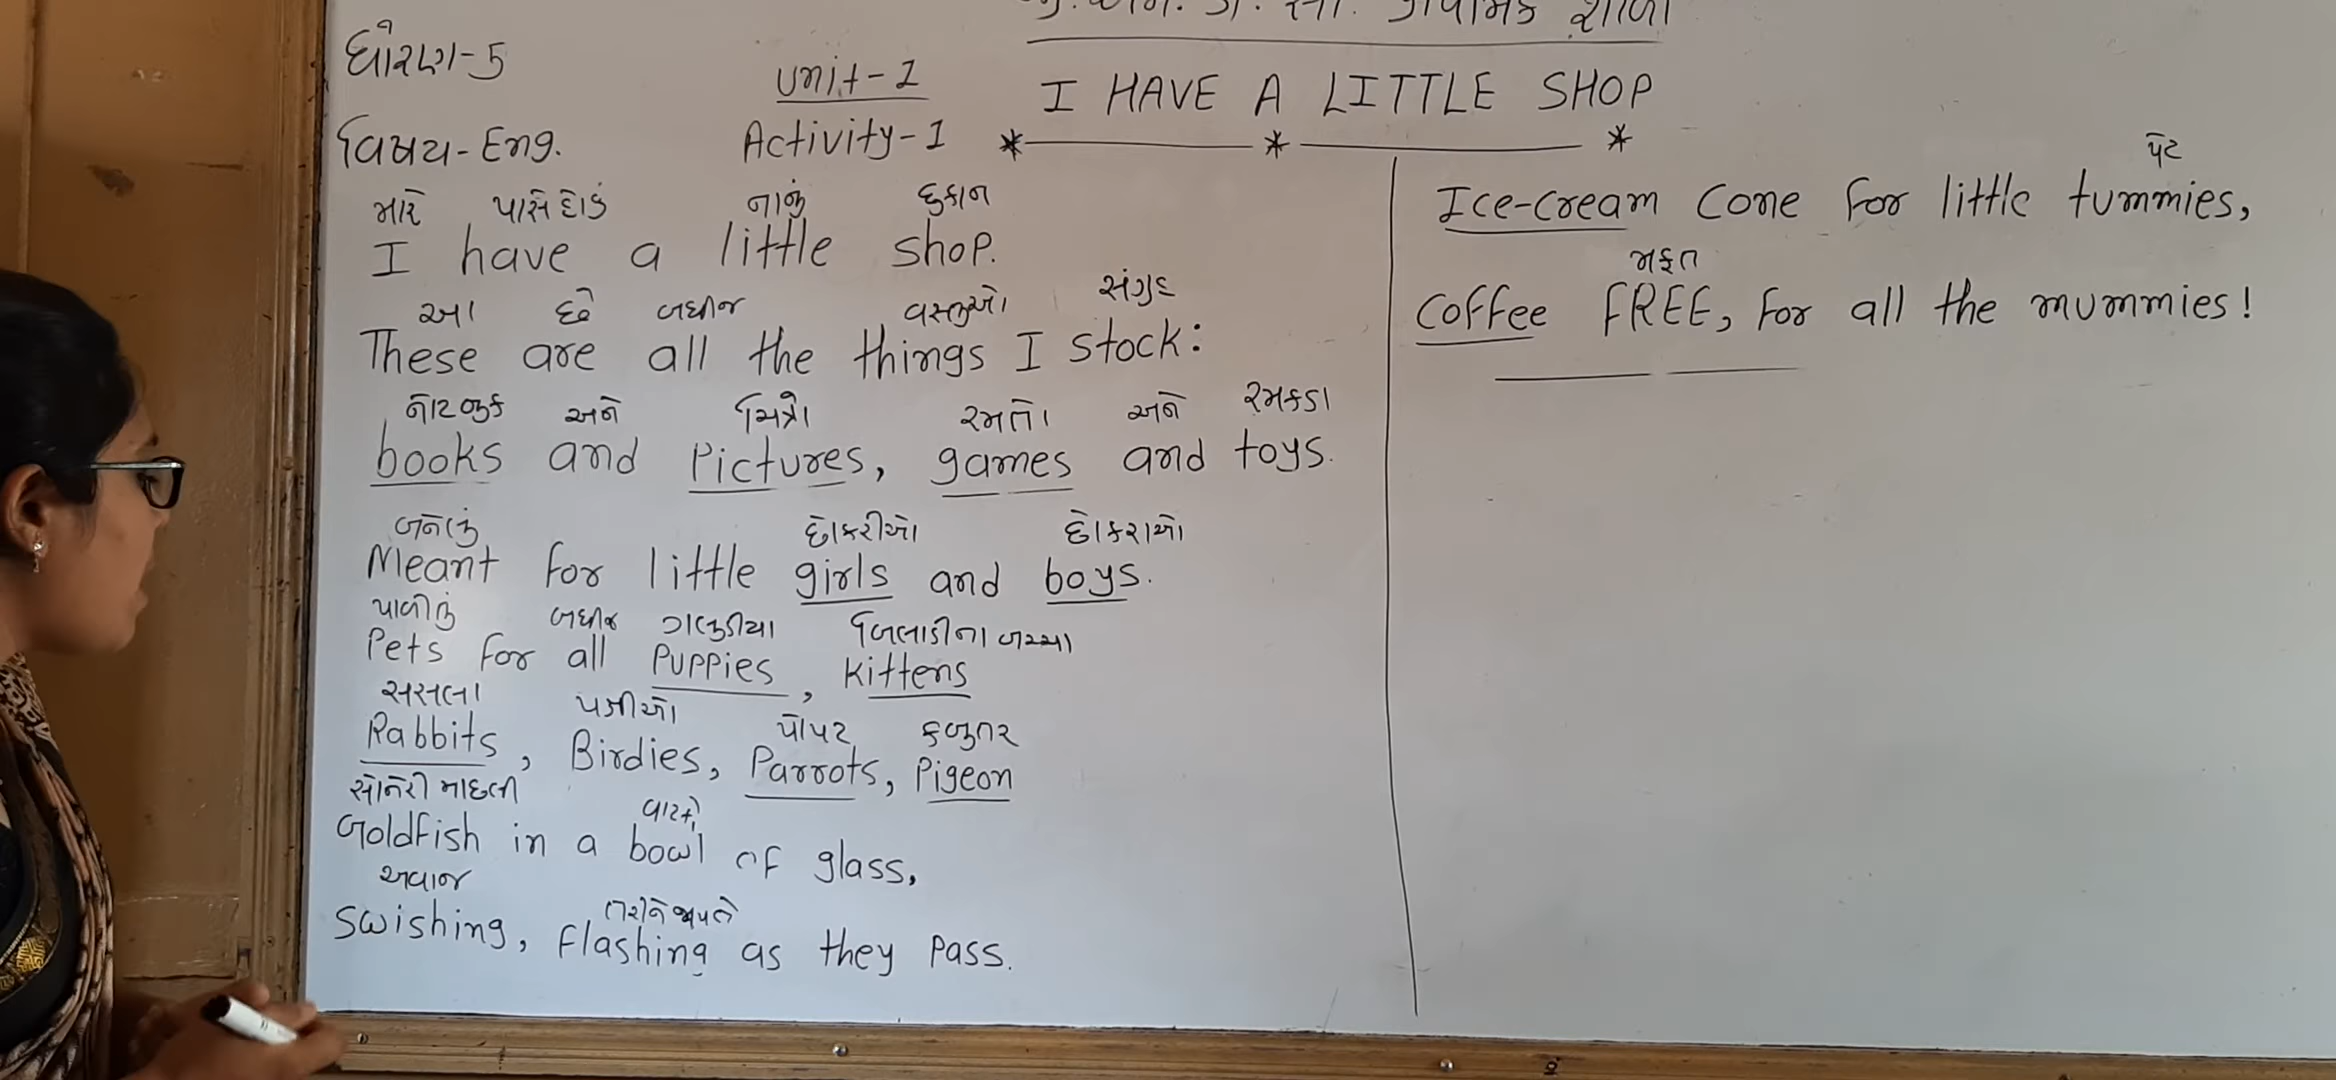 પ્રાથમિક શાળા
ધોરણ-5
Unit-1
I HAVE A LITTLE SHOP
વિષય-Eng.
Activity-1
મારે પાસે નાનું દુકાન
I have a little shop.
આ છે બધીજ વસ્તુઓ સંગ્રહ
These are all the things I stock:
નોટબુક અને ચિત્રો રમતો અને રમકડા
books and Pictures, games and toys.
છોકરીઓ છોકરાઓ
Meant for little girls and boys.
પાલીતું બધીજ ગલુડીયા બિલાડીના બચ્ચા
Pets for all Puppies, kittens
સસલા પક્ષીઓ પોપટ કબુતર
Rabbits, Birdies, Parrots, Pigeon
સોનેરી માછલી
Goldfish in a bowl of glass,
અવાજ
Swishing, flashing as they pass.
પેટ
Ice-cream cone for little tummies,
મફત
Coffee FREE, for all the mummies!